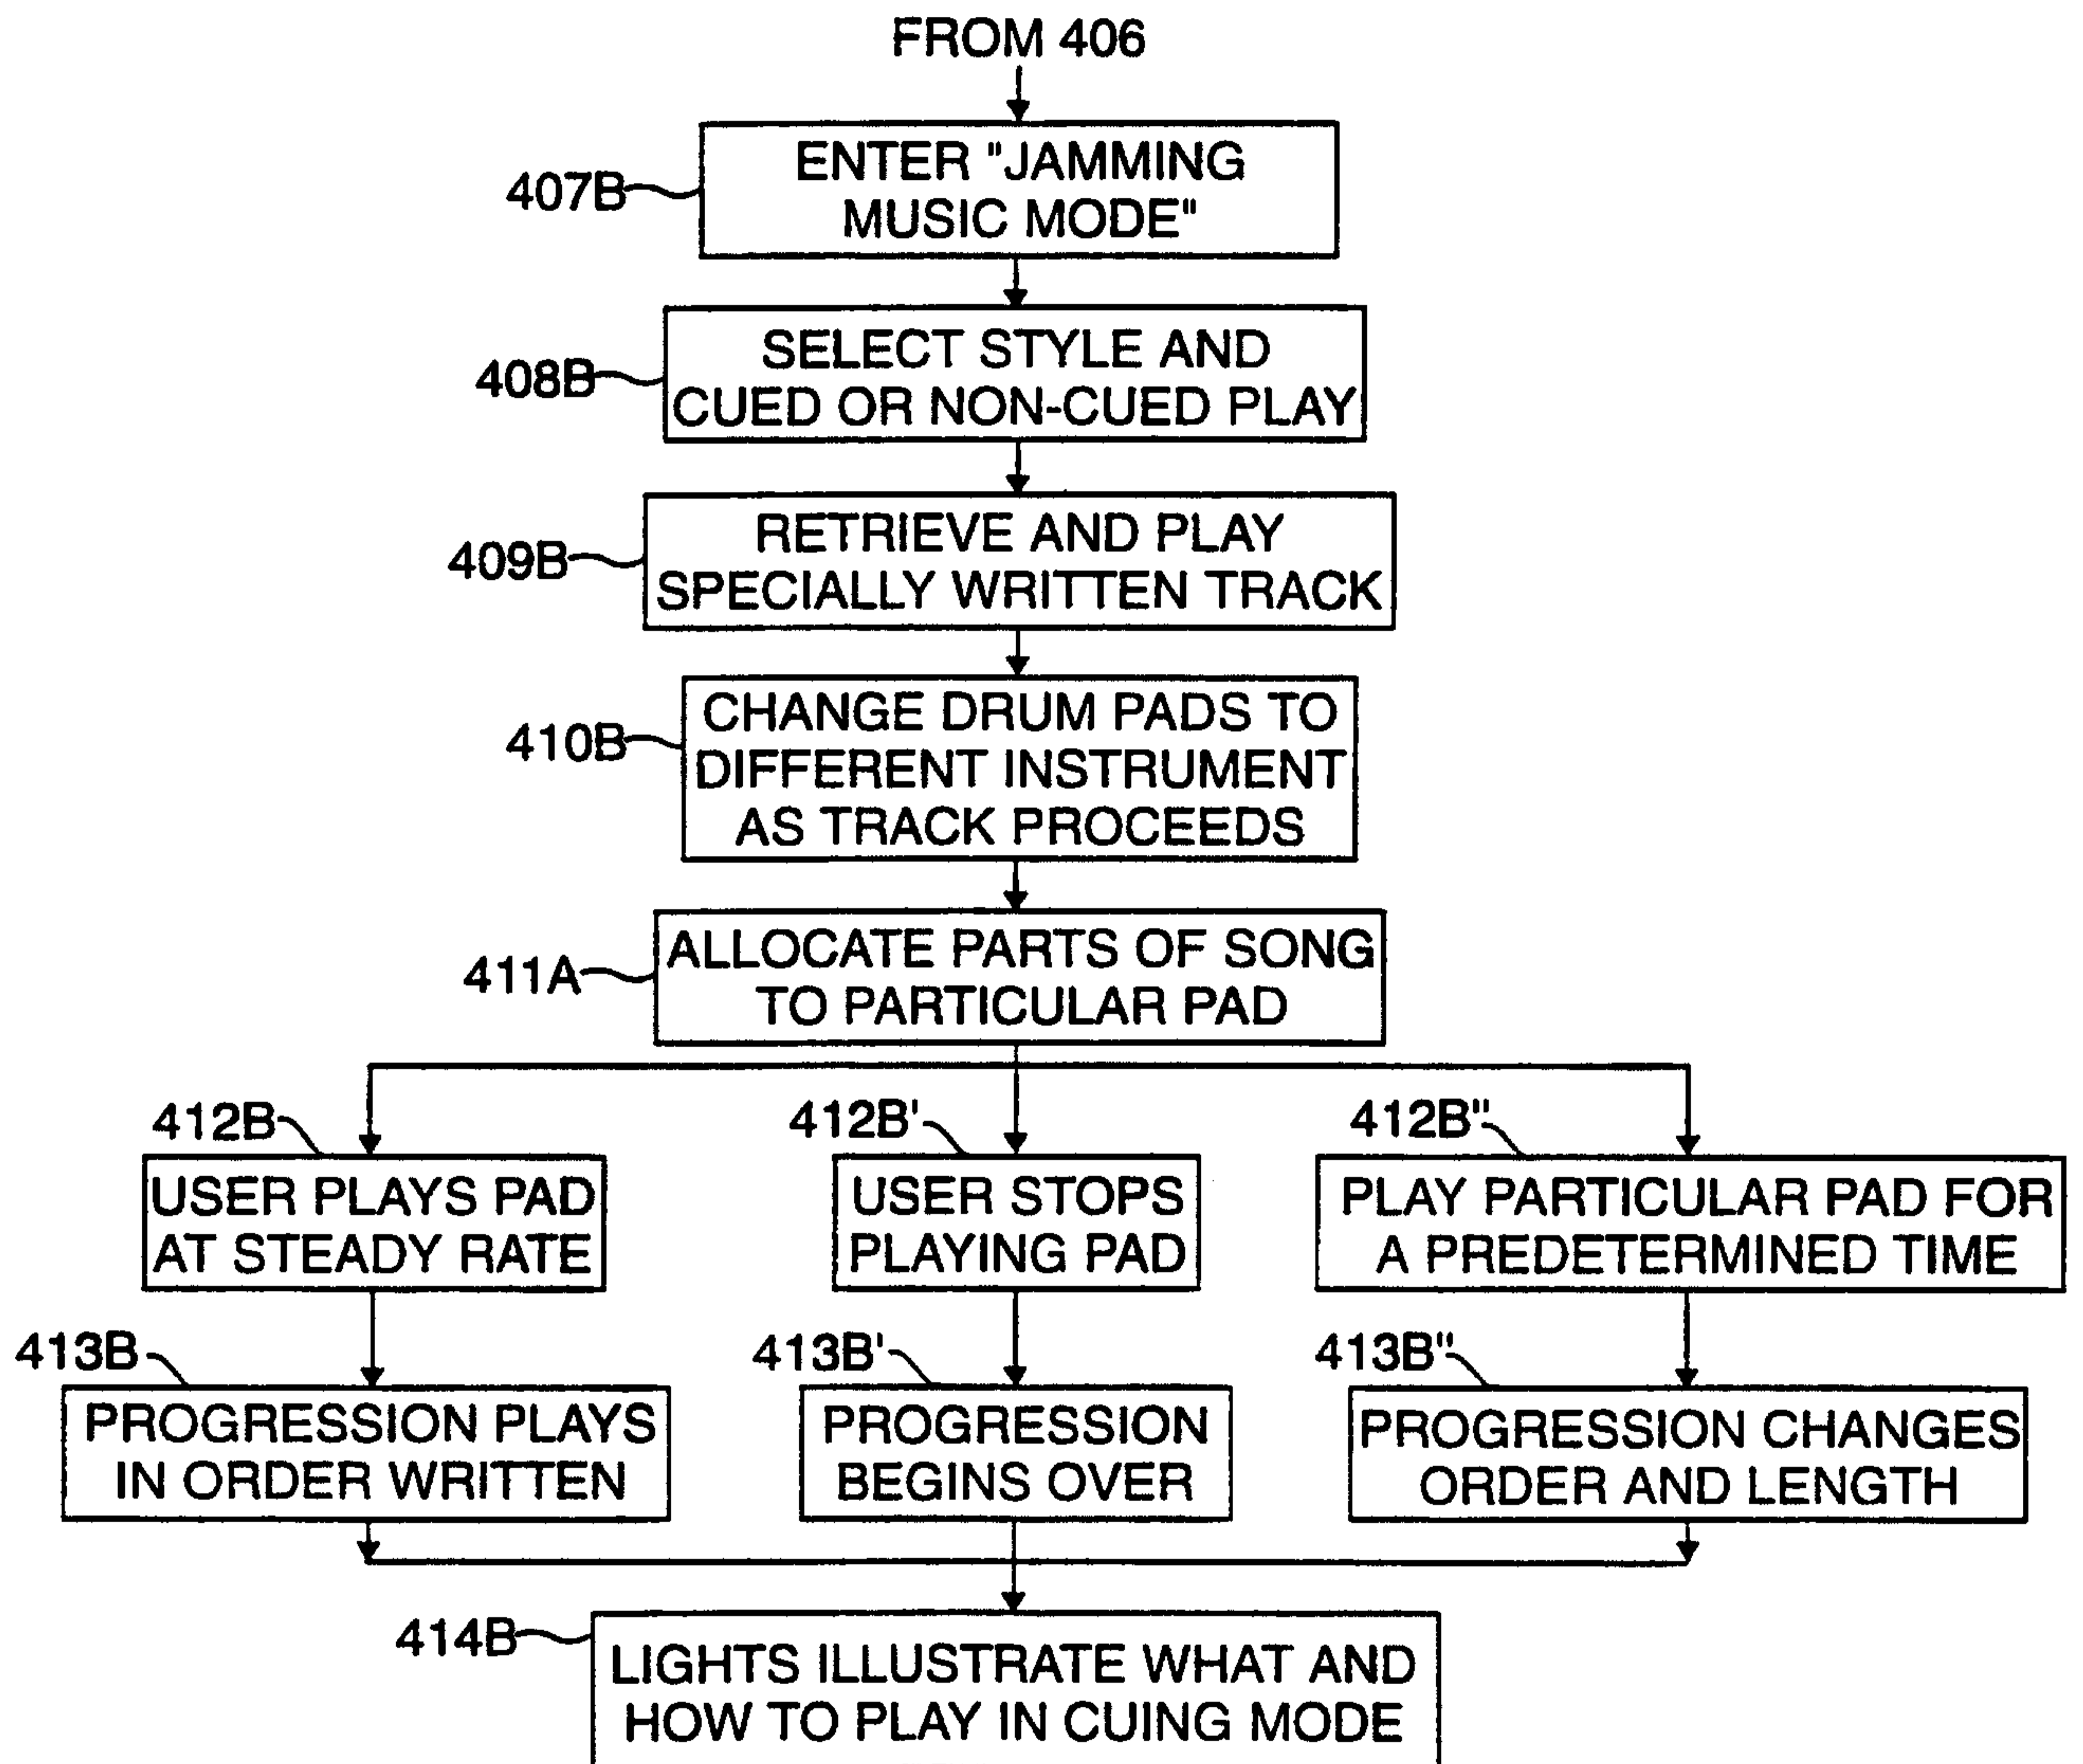 FROM 406
407B
ENTER "JAMMING
MUSIC MODE"
408B
SELECT STYLE AND
CUED OR NON-CUED PLAY
409B
RETRIEVE AND PLAY
SPECIALLY WRITTEN TRACK
410B
CHANGE DRUM PADS TO
DIFFERENT INSTRUMENT
AS TRACK PROCEEDS
411A
ALLOCATE PARTS OF SONG
TO PARTICULAR PAD
412B
USER PLAYS PAD
AT STEADY RATE
412B'
USER STOPS
PLAYING PAD
412B"
PLAY PARTICULAR PAD FOR
A PREDETERMINED TIME
413B
PROGRESSION PLAYS
IN ORDER WRITTEN
413B'
PROGRESSION
BEGINS OVER
413B"
PROGRESSION CHANGES
ORDER AND LENGTH
414B
LIGHTS ILLUSTRATE WHAT AND
HOW TO PLAY IN CUING MODE